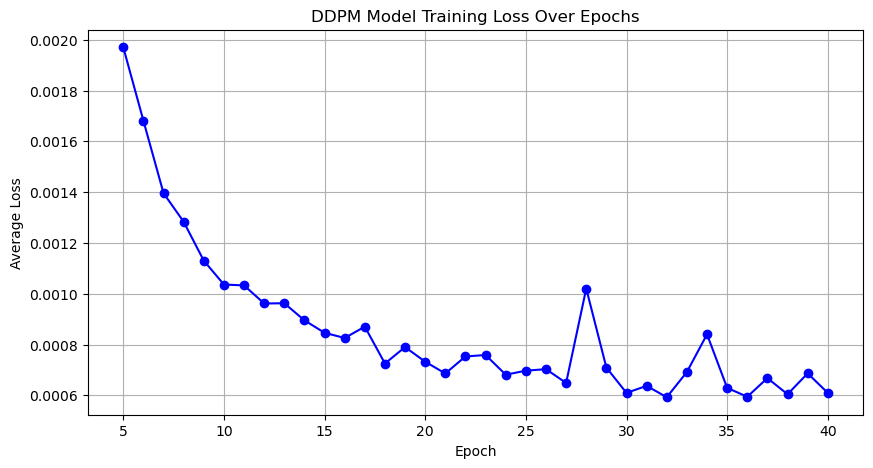 DDPM Model Training Loss Over Epochs
Average Loss
0.0020
0.0018
0.0016
0.0014
0.0012
0.0010
0.0008
0.0006
5 10 15 20 25 30 35 40
Epoch